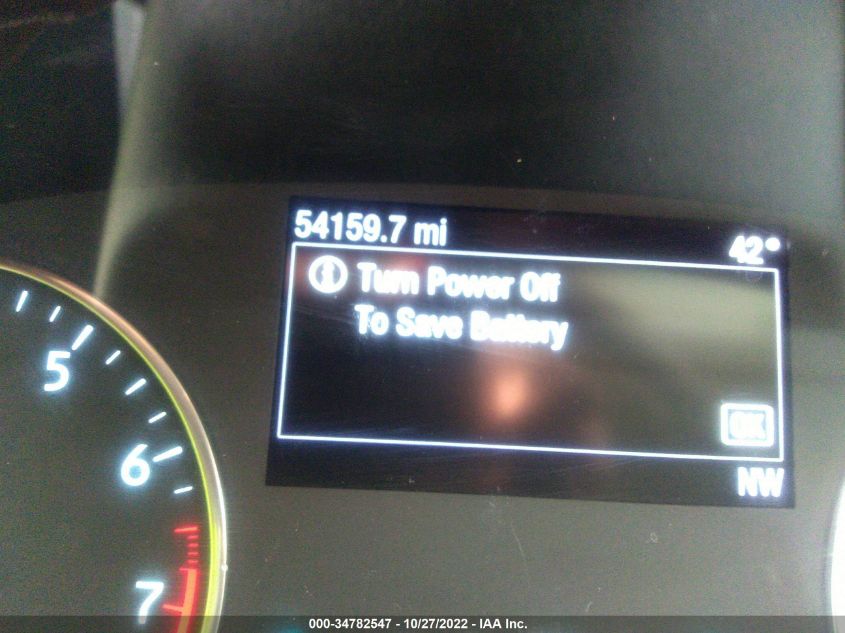 54159.7 mi 42°
Turn Power Off
To Save Battery
OK
NW
5
6
7
000-34782547 - 10/27/2022 - IAA Inc.